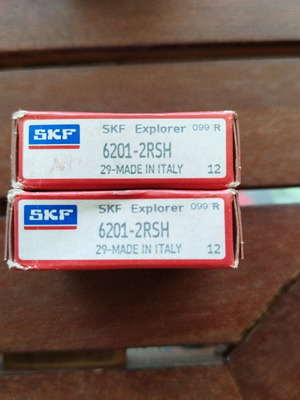 SKF
SKF Explorer 099 R
6201-2RSH
29-MADE IN ITALY 12
SKF
SKF Explorer 099 R
6201-2RSH
29-MADE IN ITALY 12